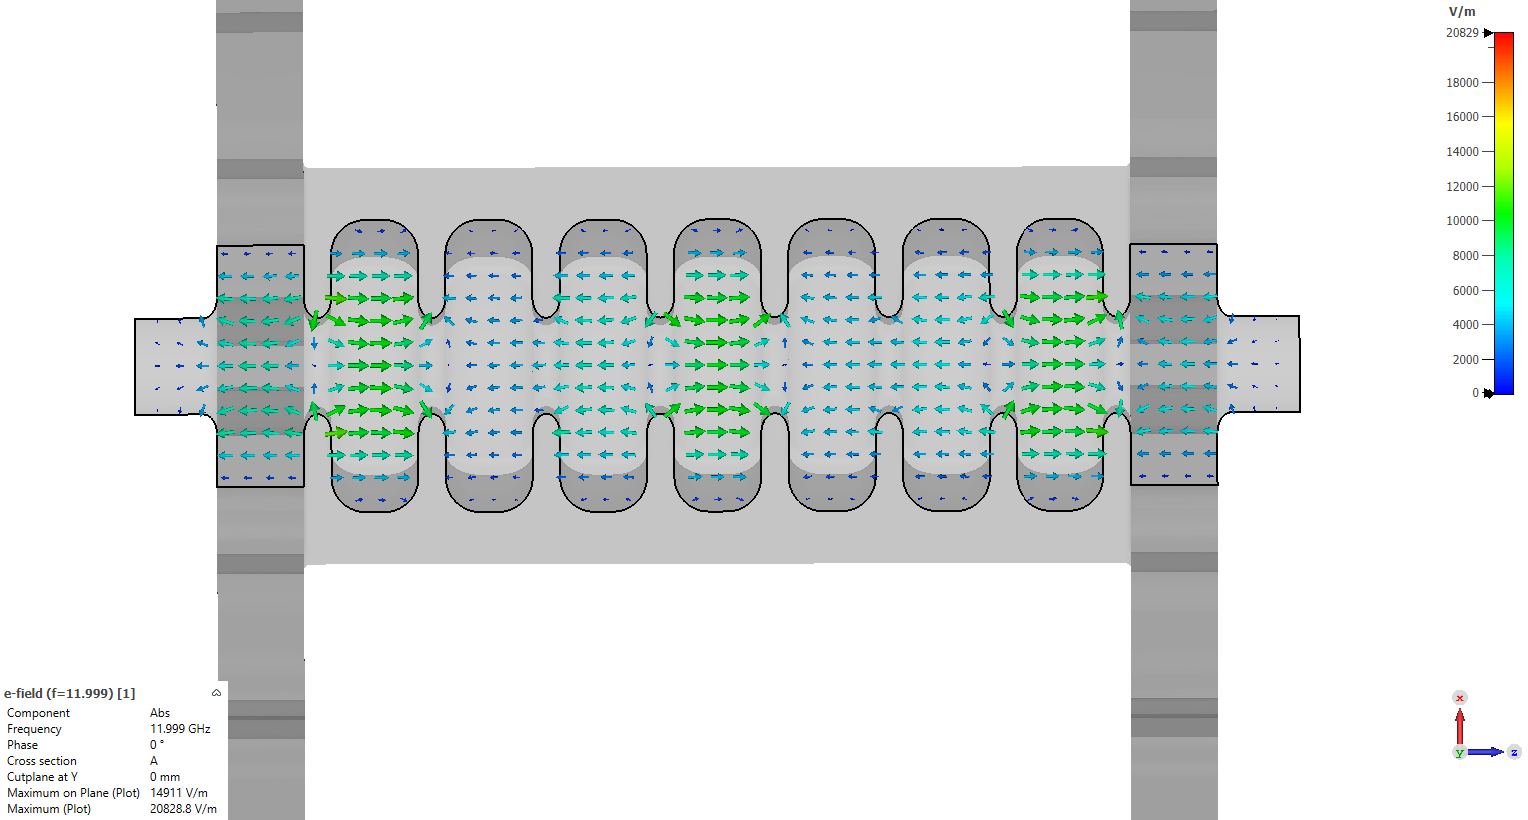 V/m
20829
18000
16000
14000
12000
10000
8000
6000
4000
2000
0
e-field (f=11.999) [1]
Component Abs
Frequency 11.999 GHz
Phase 0 °
Cross section A
Cutplane at Y 0 mm
Maximum on Plane (Plot) 14911 V/m
Maximum (Plot) 20828.8 V/m
x
y z